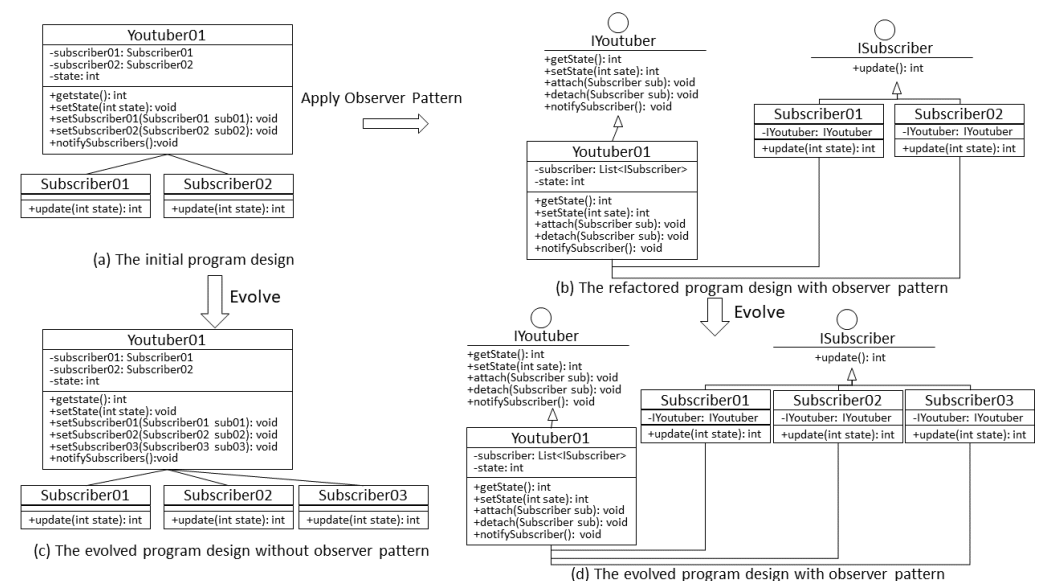 Youtuber01
-subscriber01: Subscriber01
-subscriber02: Subscriber02
-state: int
+getstate(): int
+setState(int state): void
+setSubscriber01(Subscriber01 sub01): void
+setSubscriber02(Subscriber02 sub02): void
+notifySubscribers():void
Subscriber01
+update(int state): int
Subscriber02
+update(int state): int
(a) The initial program design
Apply Observer Pattern
IYoutuber
+getState(): int
+setState(int sate): int
+attach(Subscriber sub): void
+detach(Subscriber sub): void
+notifySubscriber(): void
Youtuber01
-subscriber: List<ISubscriber>
-state: int
+getState(): int
+setState(int sate): int
+attach(Subscriber sub): void
+detach(Subscriber sub): void
+notifySubscriber(): void
ISubscriber
+update(): int
Subscriber01
-IYoutuber: IYoutuber
+update(int state): int
Subscriber02
-IYoutuber: IYoutuber
+update(int state): int
(b) The refactored program design with observer pattern
Evolve
Youtuber01
-subscriber01: Subscriber01
-subscriber02: Subscriber02
-state: int
+getstate(): int
+setState(int state): void
+setSubscriber01(Subscriber01 sub01): void
+setSubscriber02(Subscriber02 sub02): void
+setSubscriber03(Subscriber03 sub03): void
+notifySubscribers():void
Subscriber01
+update(int state): int
Subscriber02
+update(int state): int
Subscriber03
+update(int state): int
(c) The evolved program design without observer pattern
Evolve
IYoutuber
+getState(): int
+setState(int sate): int
+attach(Subscriber sub): void
+detach(Subscriber sub): void
+notifySubscriber(): void
Youtuber01
-subscriber: List<ISubscriber>
-state: int
+getState(): int
+setState(int sate): int
+attach(Subscriber sub): void
+detach(Subscriber sub): void
+notifySubscriber(): void
ISubscriber
+update(): int
Subscriber01
-IYoutuber: IYoutuber
+update(int state): int
Subscriber02
-IYoutuber: IYoutuber
+update(int state): int
Subscriber03
-IYoutuber: IYoutuber
+update(int state): int
(d) The evolved program design with observer pattern